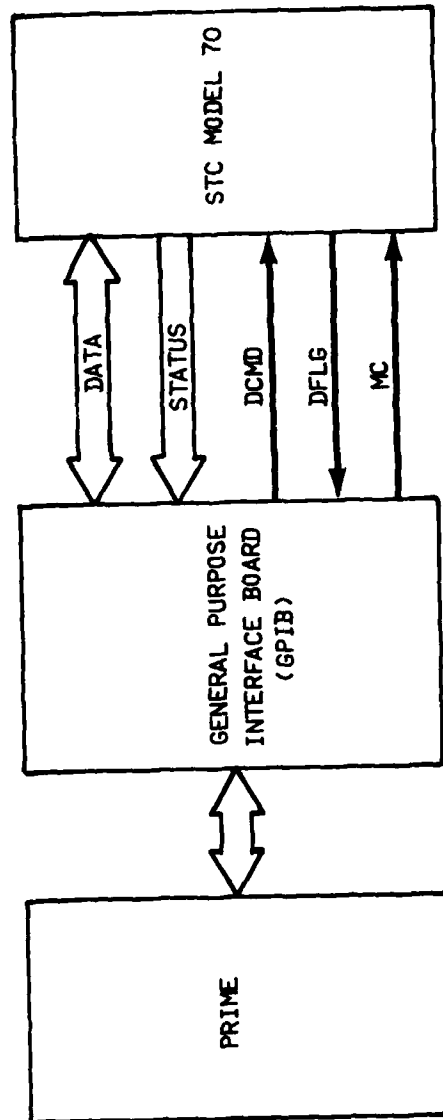 PRIME
GENERAL PURPOSE
INTERFACE BOARD
(GPIB)
DATA
STATUS
DCMD
DFLG
MC
STC MODEL 70